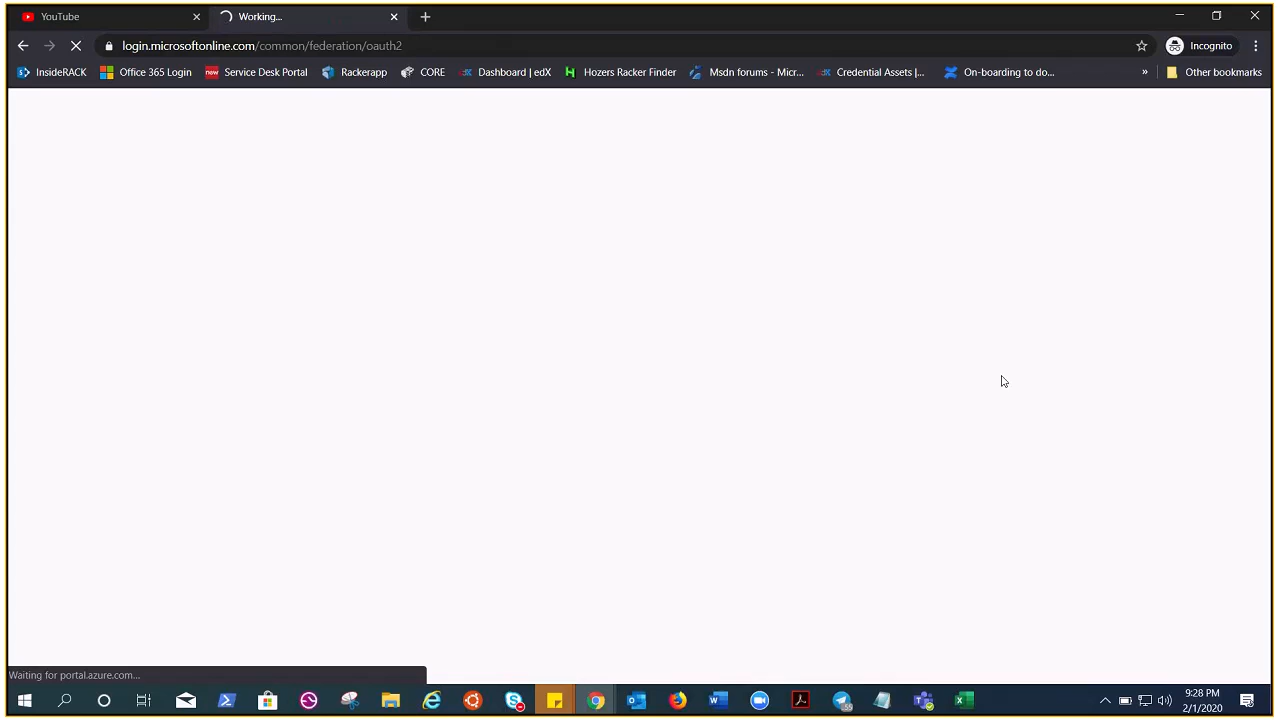 YouTube
Working...
login.microsoftonline.com/common/federation/oauth2
Incognito
InsideRACK
Office 365 Login
new
Service Desk Portal
Rackerapp
CORE
Dashboard | edX
Hozers Racker Finder
Msdn forums - Micr...
Credential Assets |...
On-boarding to do...
»
Other bookmarks
Waiting for portal.azure.com...
9:28 PM
2/1/2020